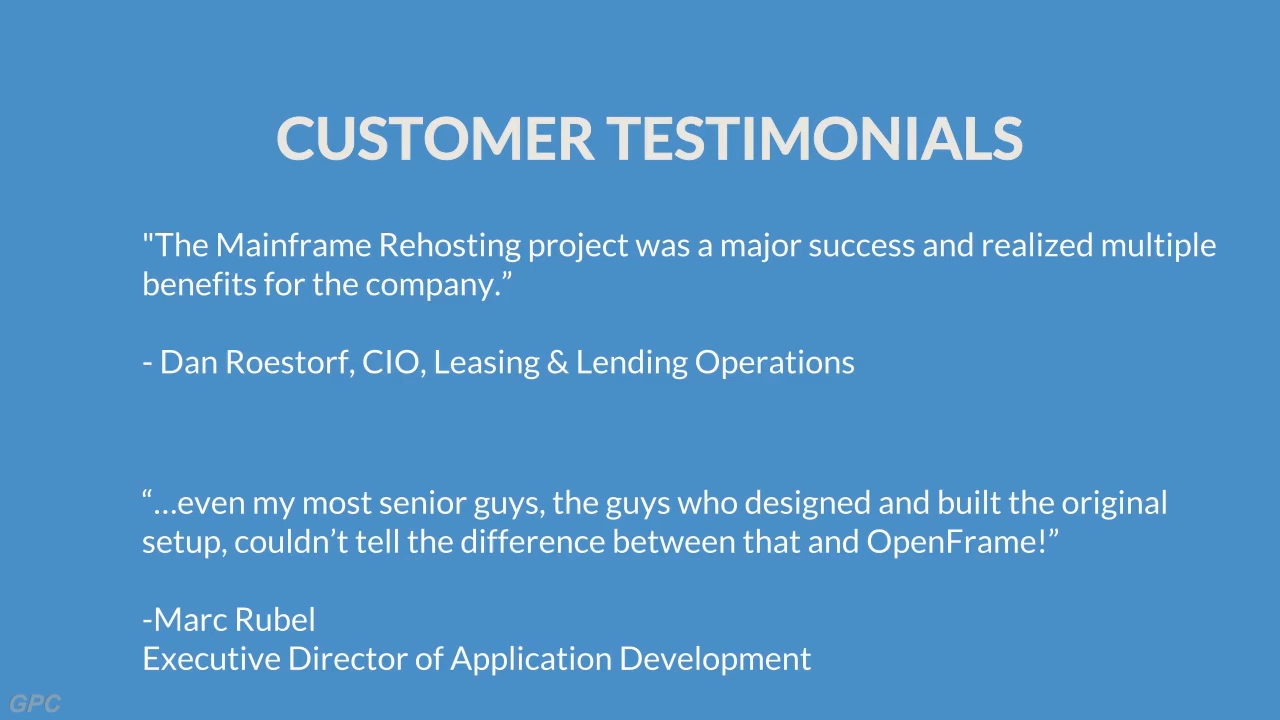 CUSTOMER TESTIMONIALS
"The Mainframe Rehosting project was a major success and realized multiple
benefits for the company.”
- Dan Roestorf, CIO, Leasing & Lending Operations
“...even my most senior guys, the guys who designed and built the original
setup, couldn’t tell the difference between that and OpenFrame!”
-Marc Rubel
Executive Director of Application Development
GPC